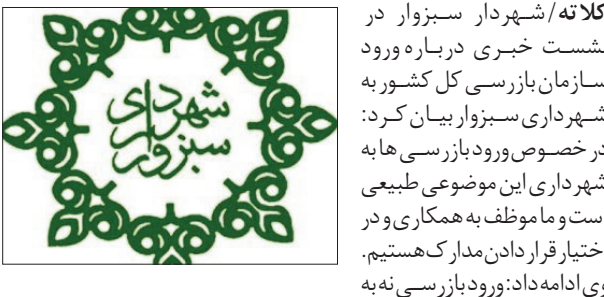 کلاته/شهردار سبزوار در
نشست خبری درباره ورود
سازمان بازرسی کل کشور به
شهرداری سبزوار بیان کرد:
در خصوص ورود بازرسی ها به
شهرداری این موضوعی طبیعی
است و ما موظف به همکاری و در
اختیار قرار دادن مدارک هستیم.
وی ادامه داد: ورود بازرسی نه به
شهرداری
سبزوار